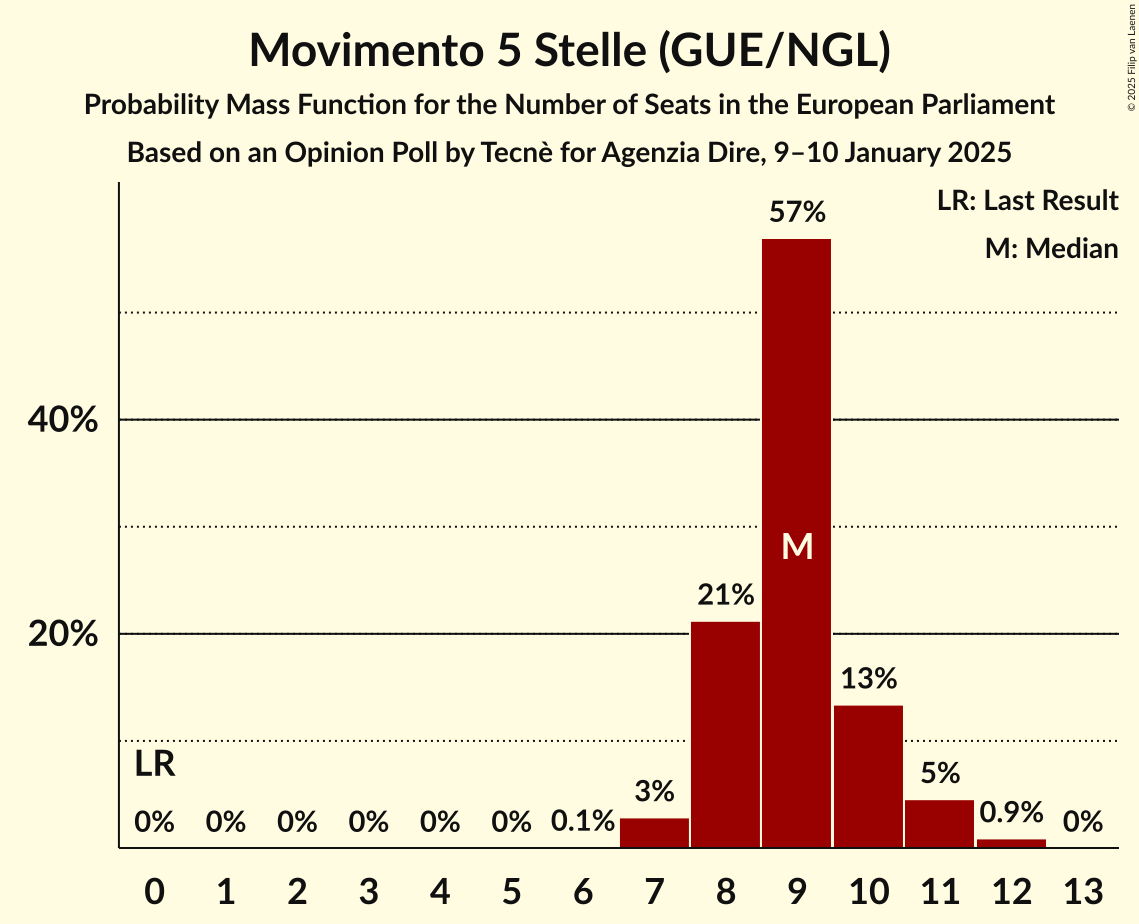 Movimento 5 Stelle (GUE/NGL)
Probability Mass Function for the Number of Seats in the European Parliament
Based on an Opinion Poll by Tecnè for Agenzia Dire, 9–10 January 2025
© 2025 Filip van Laenen
LR: Last Result
M: Median
57%
40%
M
21%
20%
13%
LR
5%
3%
0.9%
0% 0% 0% 0% 0% 0% 0.1% 0%
0 1 2 3 4 5 6 7 8 9 10 11 12 13